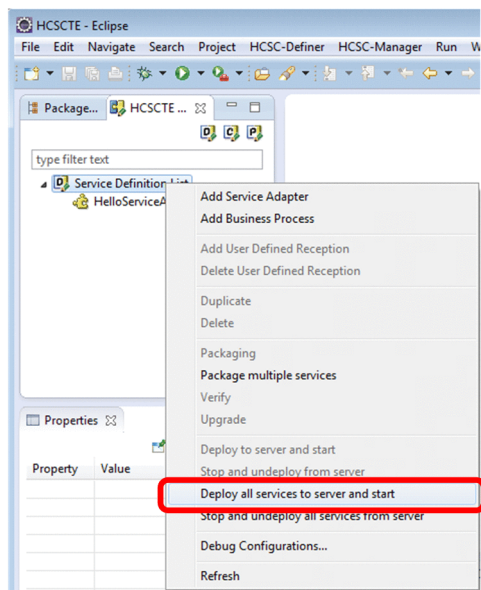 HCSCTE - Eclipse
File Edit Navigate Search Project HCSC-Definer HCSC-Manager Run W
Package... HCSCTE ...
D C P
type filter text
Service Definition List
HelloServiceA
Add Service Adapter
Add Business Process
Add User Defined Reception
Delete User Defined Reception
Duplicate
Delete
Packaging
Package multiple services
Verify
Upgrade
Properties
Deploy to server and start
Property Value
Stop and undeploy from server
Deploy all services to server and start
Stop and undeploy all services from server
Debug Configurations...
Refresh